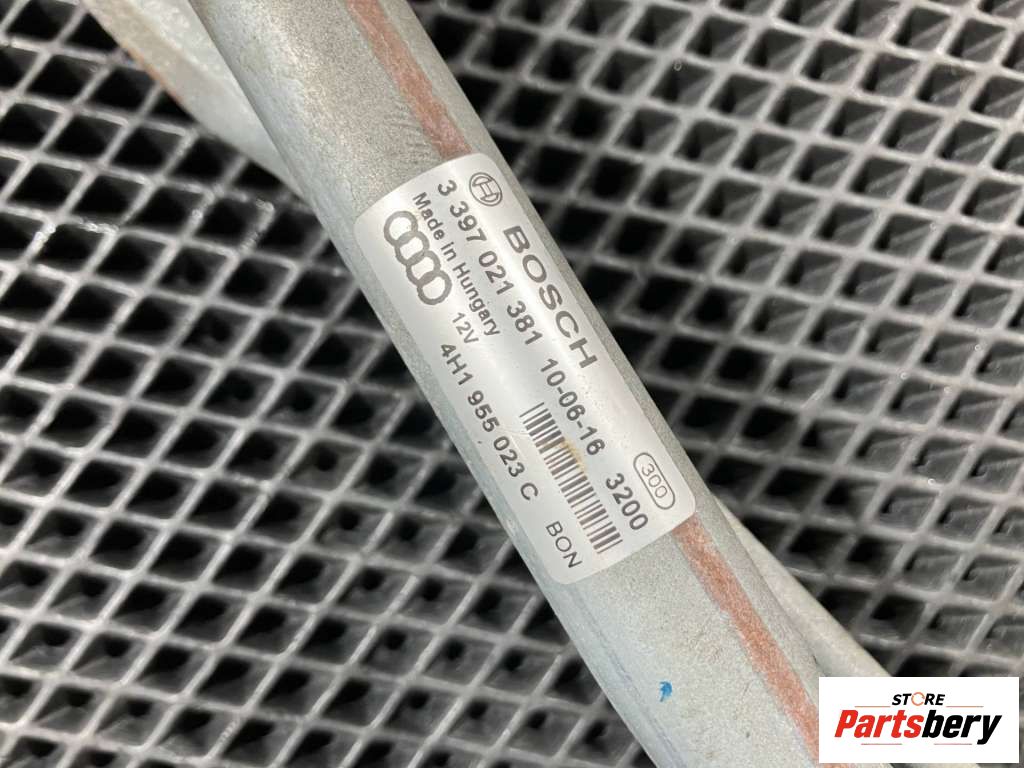 BOSCH
3 397 021 381 10-06-16 3200
Made in Hungary
12V
300
4H1 955 023 C BON
STORE
Partsbery